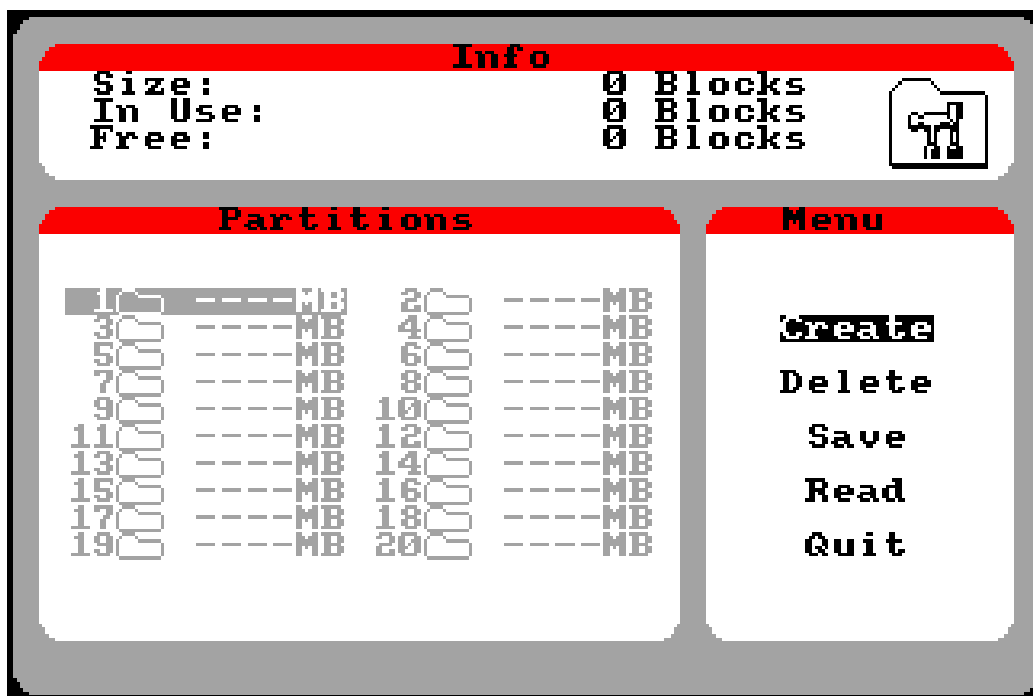 Info
Size: 0 Blocks
In Use: 0 Blocks
Free: 0 Blocks
Partitions
1 ----MB 2 ----MB
3 ----MB 4 ----MB
5 ----MB 6 ----MB
7 ----MB 8 ----MB
9 ----MB 10 ----MB
11 ----MB 12 ----MB
13 ----MB 14 ----MB
15 ----MB 16 ----MB
17 ----MB 18 ----MB
19 ----MB 20 ----MB
Menu
Create
Delete
Save
Read
Quit